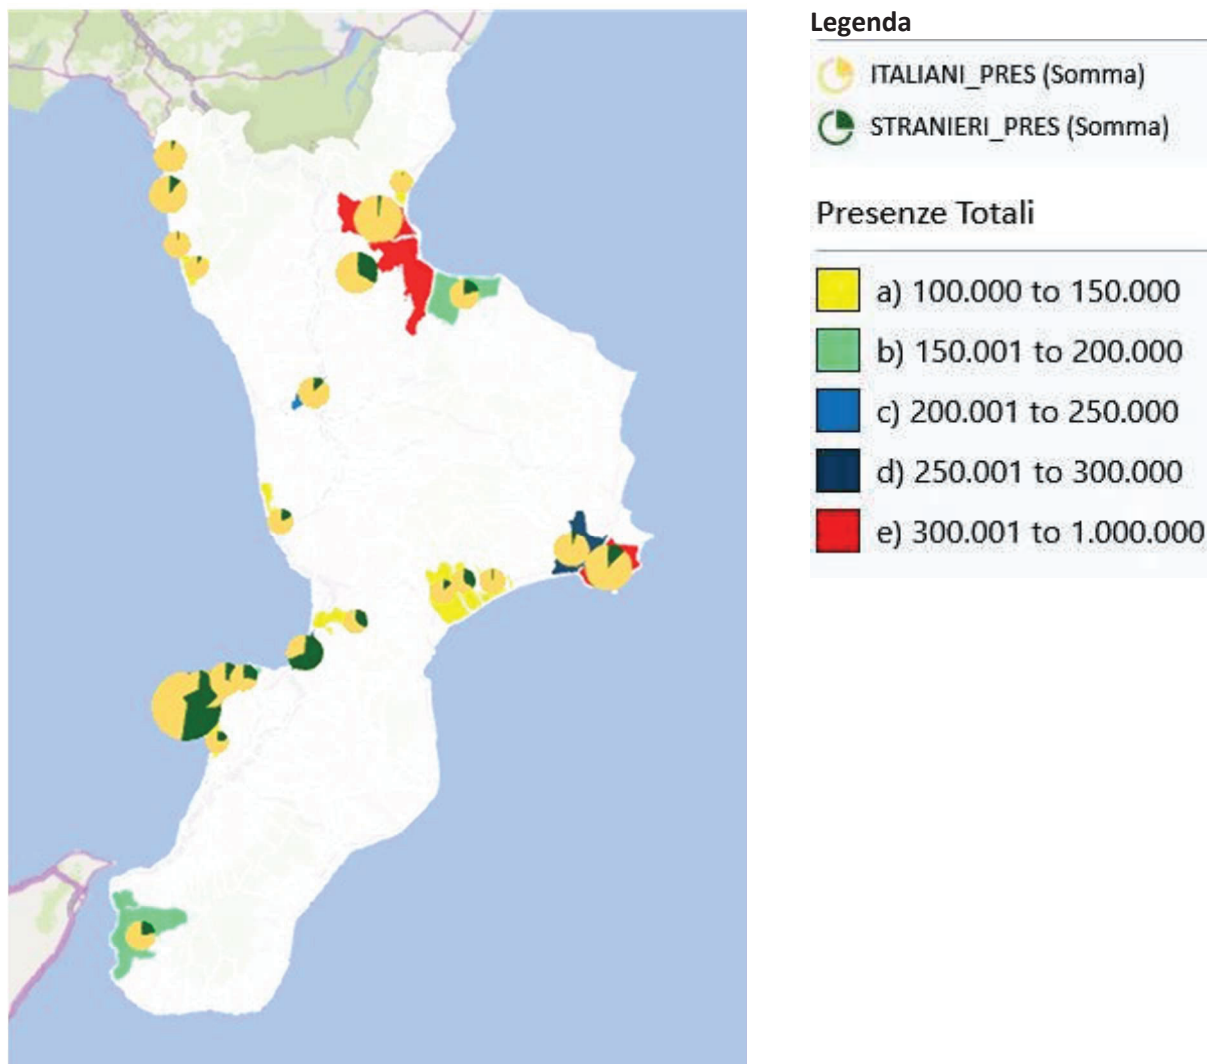 Legenda
ITALIANI_PRES (Somma)
STRANIERI_PRES (Somma)
Presenze Totali
a) 100.000 to 150.000
b) 150.001 to 200.000
c) 200.001 to 250.000
d) 250.001 to 300.000
e) 300.001 to 1.000.000